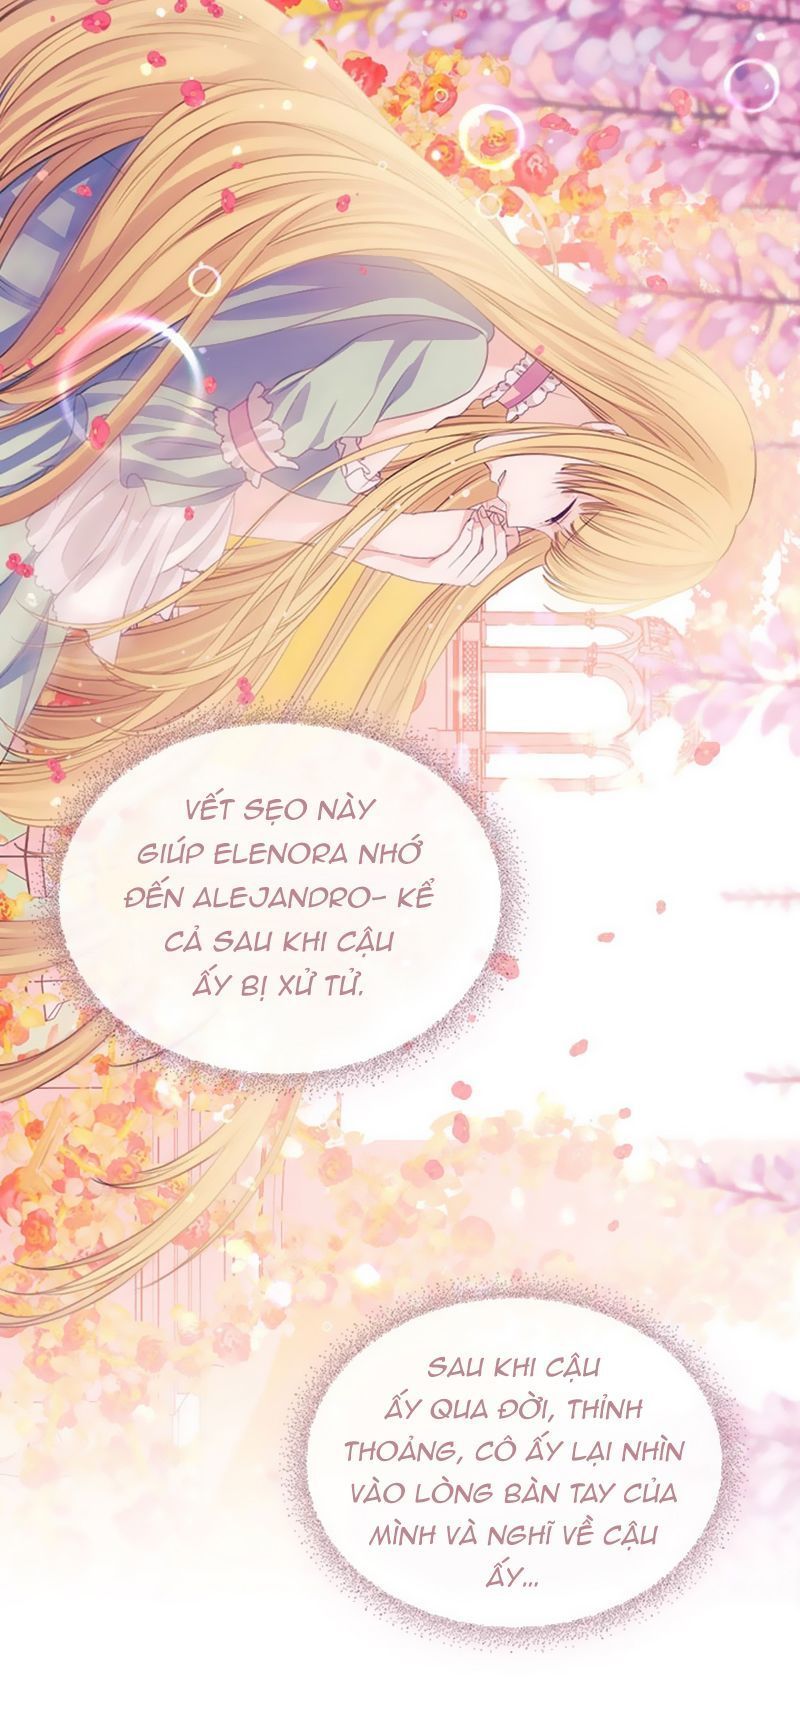 VẾT SẸO NÀY
GIÚP ELENORA NHỚ
ĐẾN ALEJANDRO- KỂ
CẢ SAU KHI CẬU
ẤY BỊ XỬ TỬ.
SAU KHI CẬU
ẤY QUA ĐỜI, THỈNH
THOẢNG, CÔ ẤY LẠI NHÌN
VÀO LÒNG BÀN TAY CỦA
MÌNH VÀ NGHĨ VỀ CẬU
ẤY...